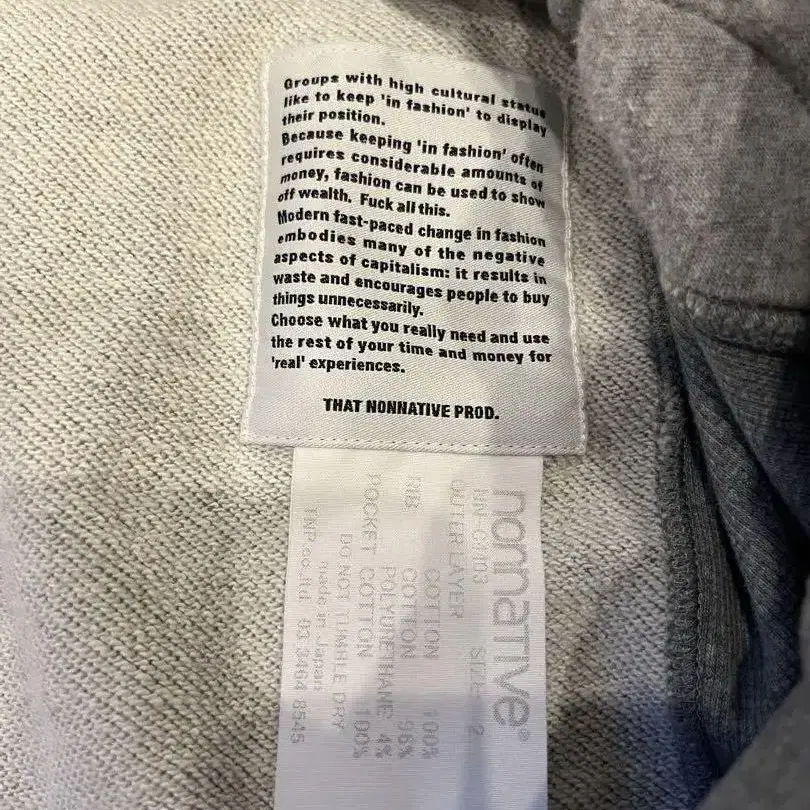 Groups with high cultural status
like to keep 'in fashion' to display
their position.
Because keeping 'in fashion' often
requires considerable amounts of
money, fashion can be used to show
off wealth. Fuck all this.
Modern fast-paced change in fashion
embodies many of the negative
aspects of capitalism: it results in
waste and encourages people to buy
things unnecessarily.
Choose what you really need and use
the rest of your time and money for
'real' experiences.
THAT NONNATIVE PROD.
nonnative®
SIZE
OUTER LAYER
COTTON 100%
RIB COTTON 96%
POLYURETHANE 4%
POCKET COTTON 100%
DO NOT TUMBLE DRY
made in Japan
TNP co.,ltd 03 3464 8545